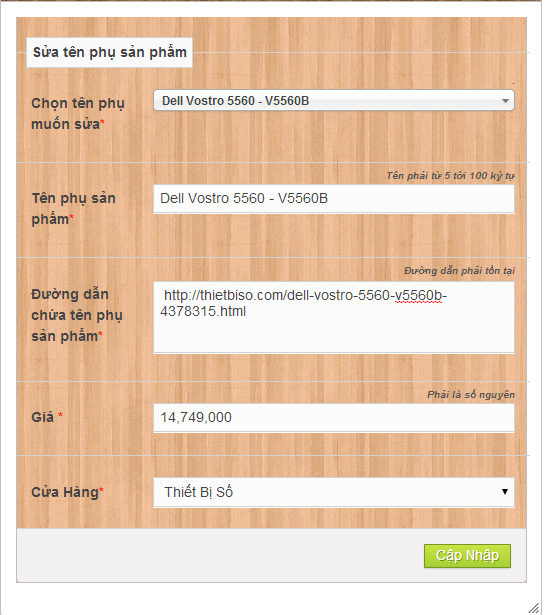 Sửa tên phụ sản phẩm
Chọn tên phụ
muốn sửa*
Dell Vostro 5560 - V5560B
Tên phải từ 5 tới 100 ký tự
Tên phụ sản
phẩm*
Dell Vostro 5560 - V5560B
Đường dẫn phải tồn tại
Đường dẫn
chứa tên phụ
sản phẩm*
http://thietbiso.com/dell-vostro-5560-v5560b-
4378315.html
Phải là số nguyên
Giá *
14,749,000
Cửa Hàng*
Thiết Bị Số
Cập Nhập